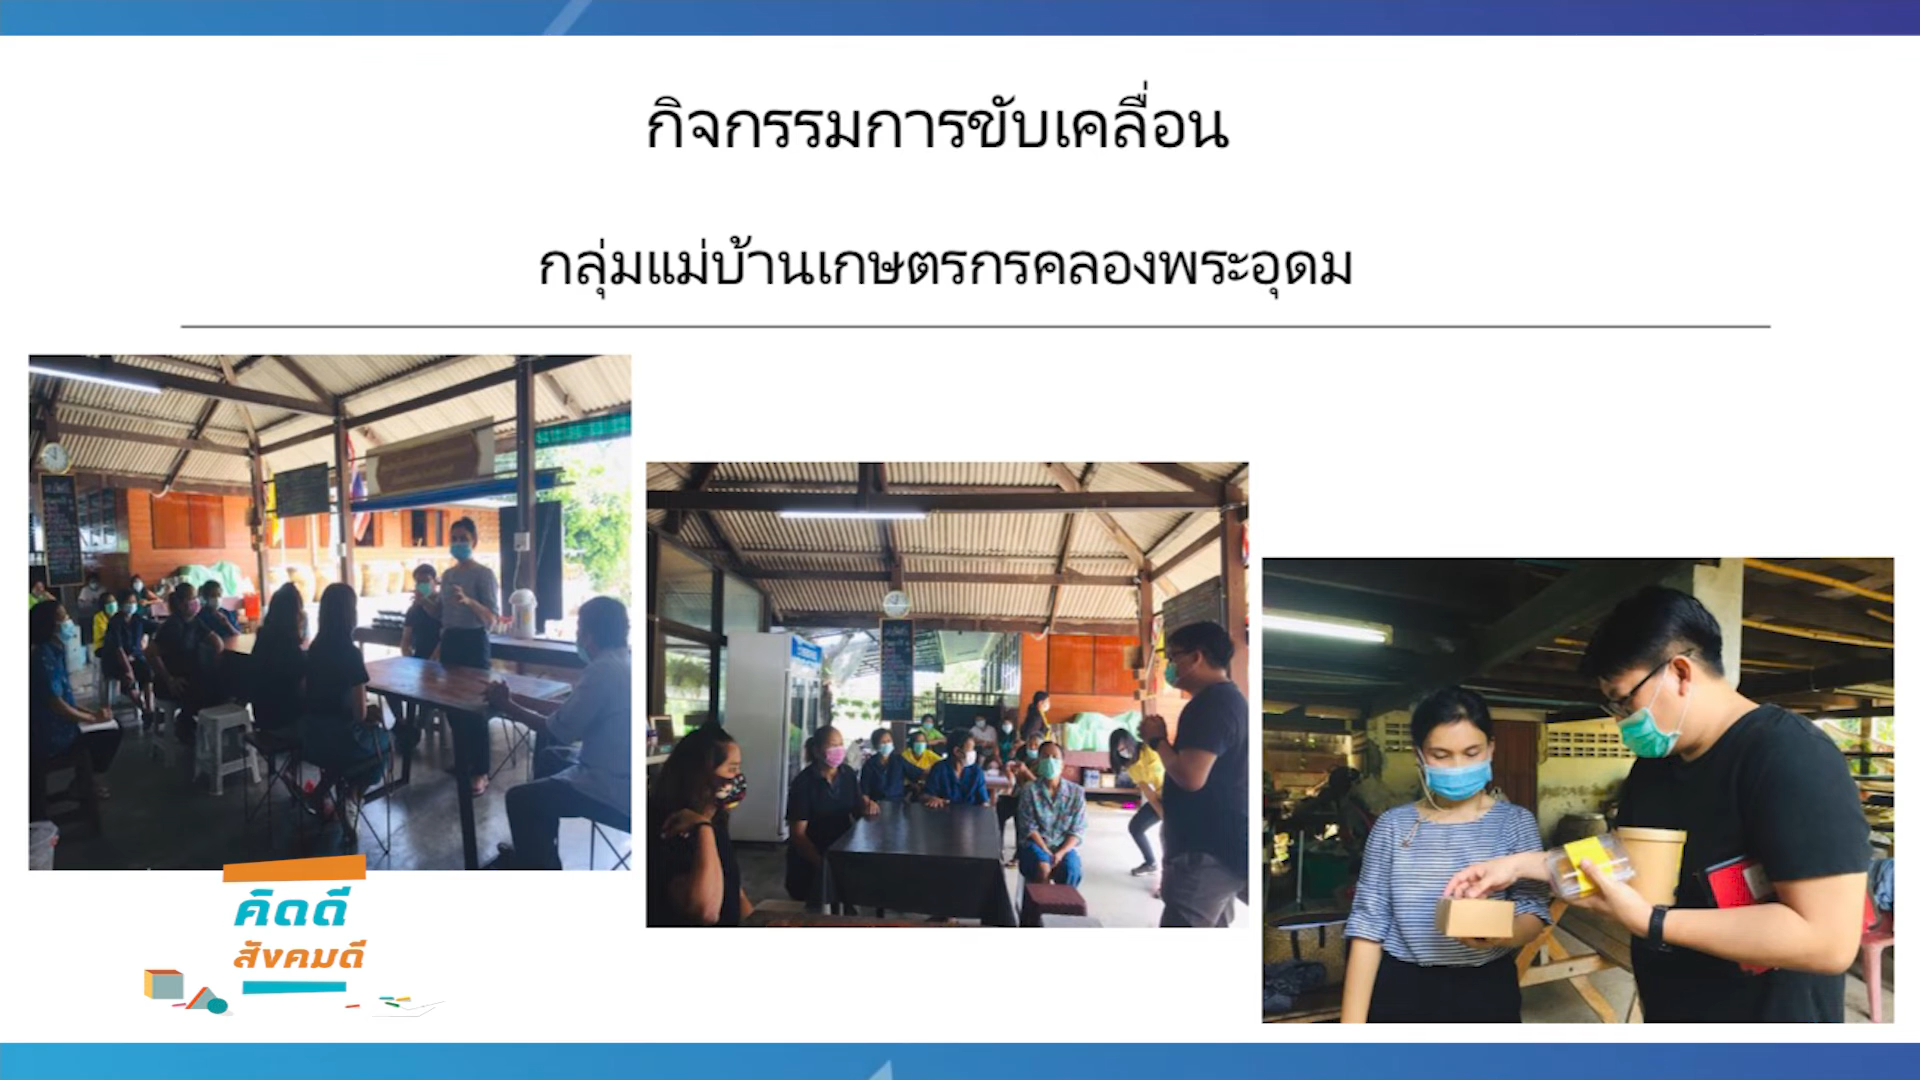 กิจกรรมการขับเคลื่อน
กลุ่มแม่บ้านเกษตรกรคลองพระอุดม
คิดดี
สังคมดี